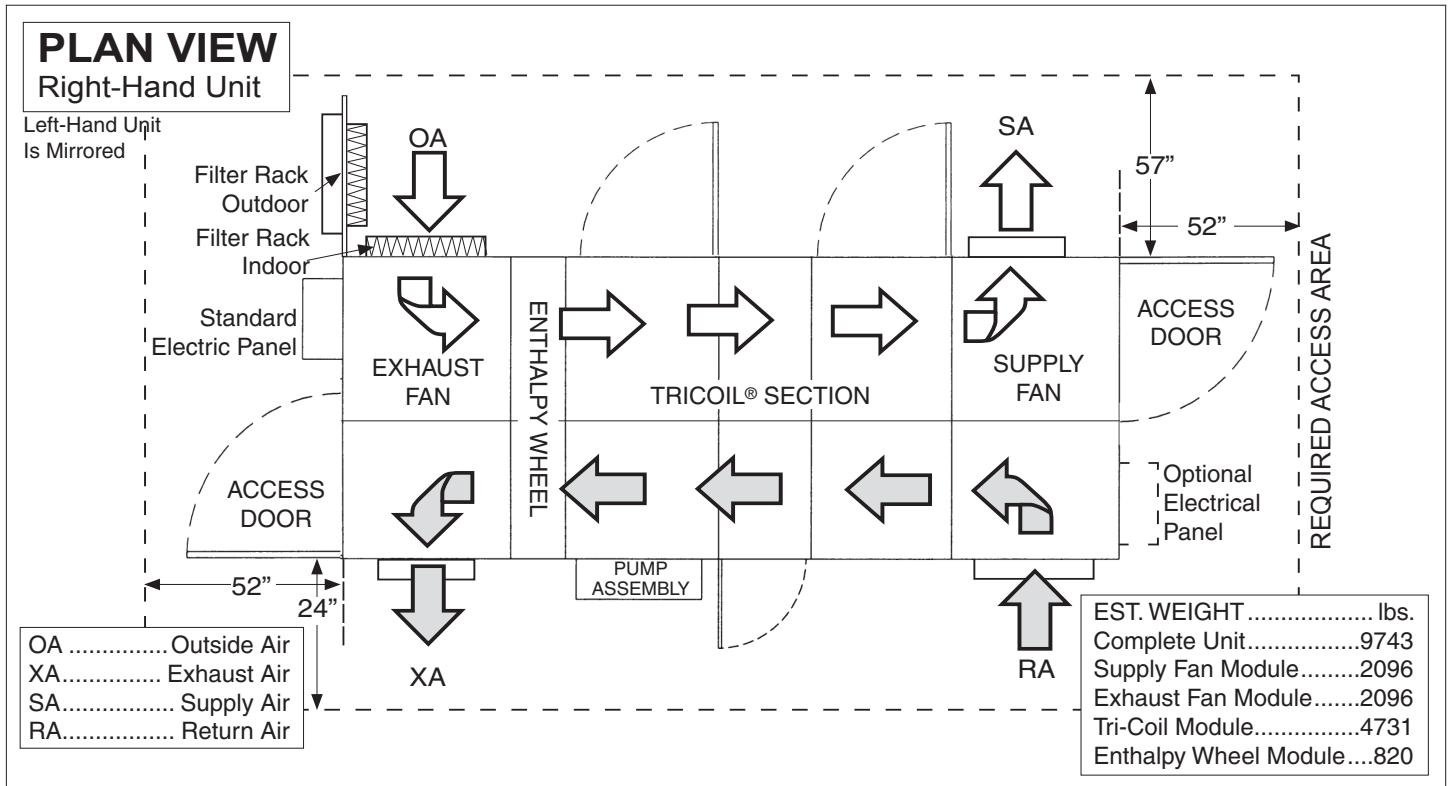 PLAN VIEW
Right-Hand Unit
Left-Hand Unit
Is Mirrored
OA
SA
Filter Rack
Outdoor
Filter Rack
Indoor
57”
52”
Standard
Electric Panel
EXHAUST
FAN
ENTHALPY WHEEL
TRICOIL® SECTION
SUPPLY
FAN
ACCESS
DOOR
REQUIRED ACCESS AREA
ACCESS
DOOR
Optional
Electrical
Panel
PUMP
ASSEMBLY
52”
24”
XA
RA
OA ............... Outside Air
XA............... Exhaust Air
SA.................. Supply Air
RA................. Return Air
EST. WEIGHT .................. lbs.
Complete Unit.................9743
Supply Fan Module.........2096
Exhaust Fan Module.......2096
Tri-Coil Module................4731
Enthalpy Wheel Module....820